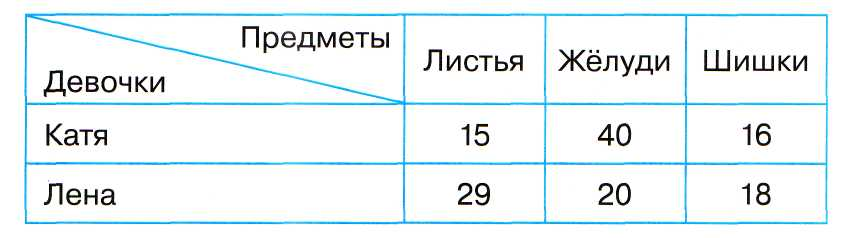 Предметы
Девочки
Листья Жёлуди Шишки
Катя 15 40 16
Лена 29 20 18